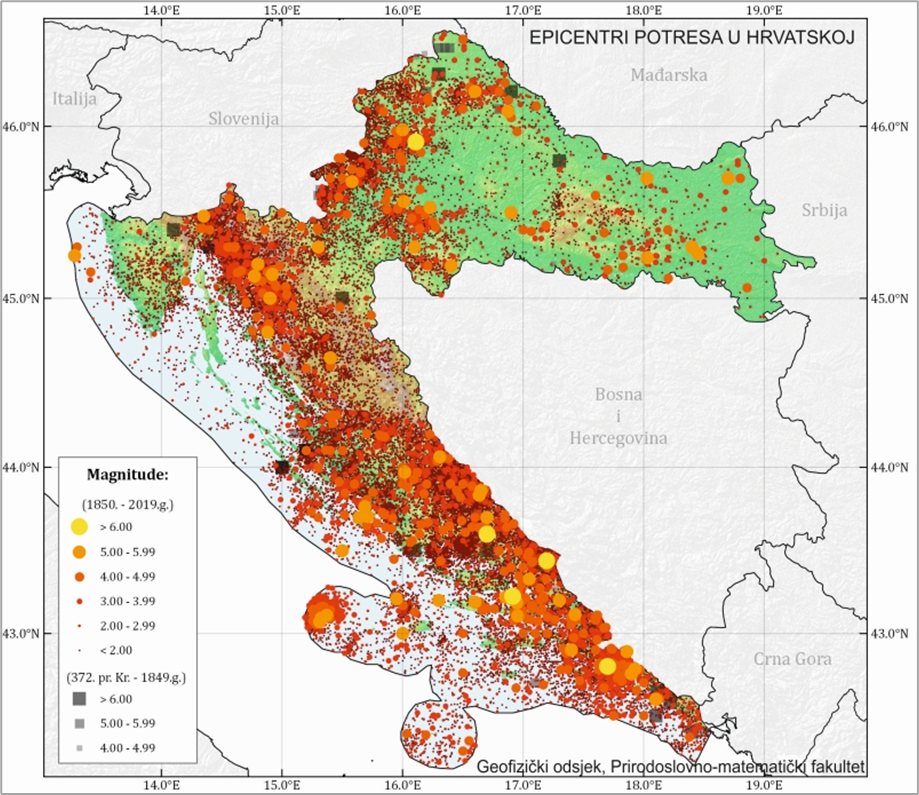 14.0°E 15.0°E 16.0°E 17.0°E 18.0°E 19.0°E
EPICENTRI POTRESA U HRVATSKOJ
Mađarska
Italija
Slovenija
46.0°N 46.0°N
Srbija
45.0°N 45.0°N
Bosna
i
Hercegovina
44.0°N 44.0°N
Magnitude:
(1850. - 2019.g.)
> 6.00
5.00 - 5.99
4.00 - 4.99
3.00 - 3.99
2.00 - 2.99
< 2.00
(372. pr. Kr. - 1849.g.)
> 6.00
5.00 - 5.99
4.00 - 4.99
43.0°N 43.0°N
Crna Gora
Geofizički odsjek, Prirodoslovno-matematički fakultet
14.0°E 15.0°E 16.0°E 17.0°E 18.0°E 19.0°E